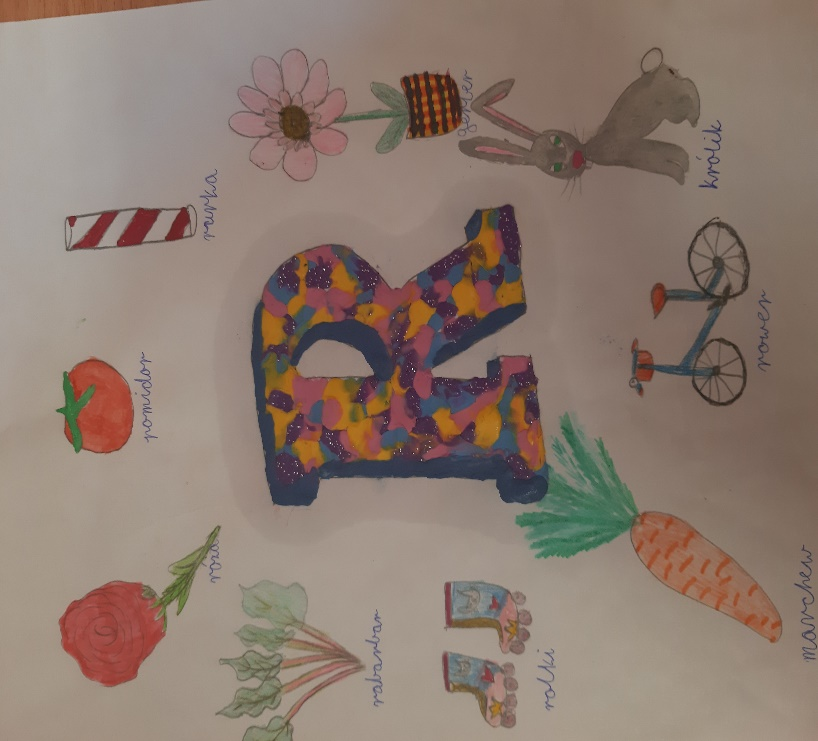 róża
pomidor
rurka
rabarbar
R
gerber
rolki
marchew
rower
królik